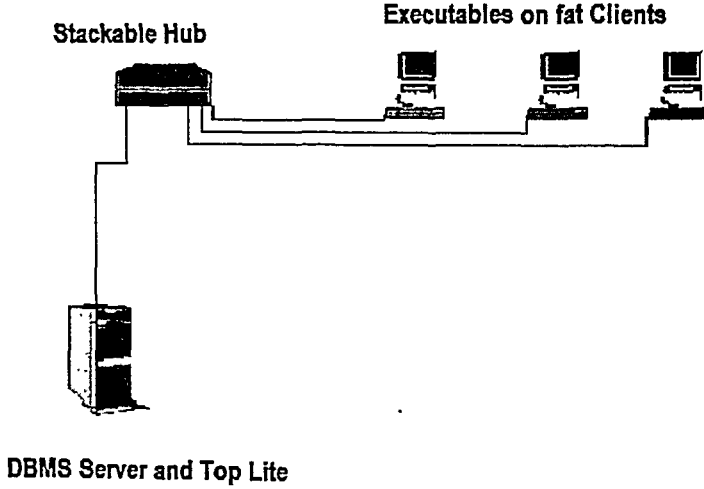 Executables on fat Clients
Stackable Hub
DBMS Server and Top Lite